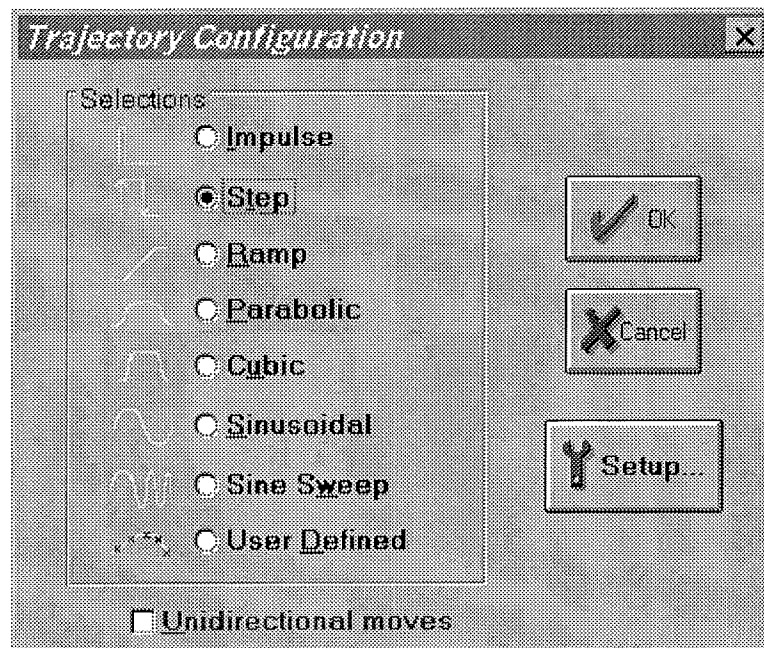 Trajectory Configuration
Selections
Impulse
Step
Ramp
Parabolic
Cubic
Sinusoidal
Sine Sweep
User Defined
OK
Cancel
Setup...
Unidirectional moves